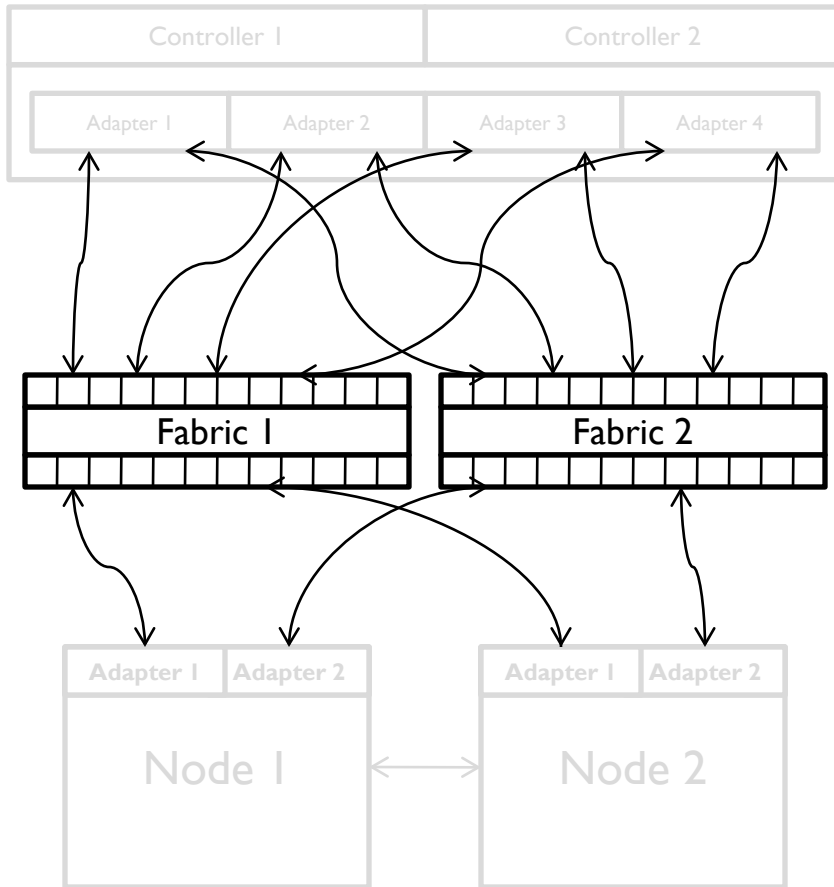 Controller 1
Controller 2
Adapter 1
Adapter 2
Adapter 3
Adapter 4
Fabric 1
Fabric 2
Adapter 1
Adapter 2
Adapter 1
Adapter 2
Node 1
Node 2